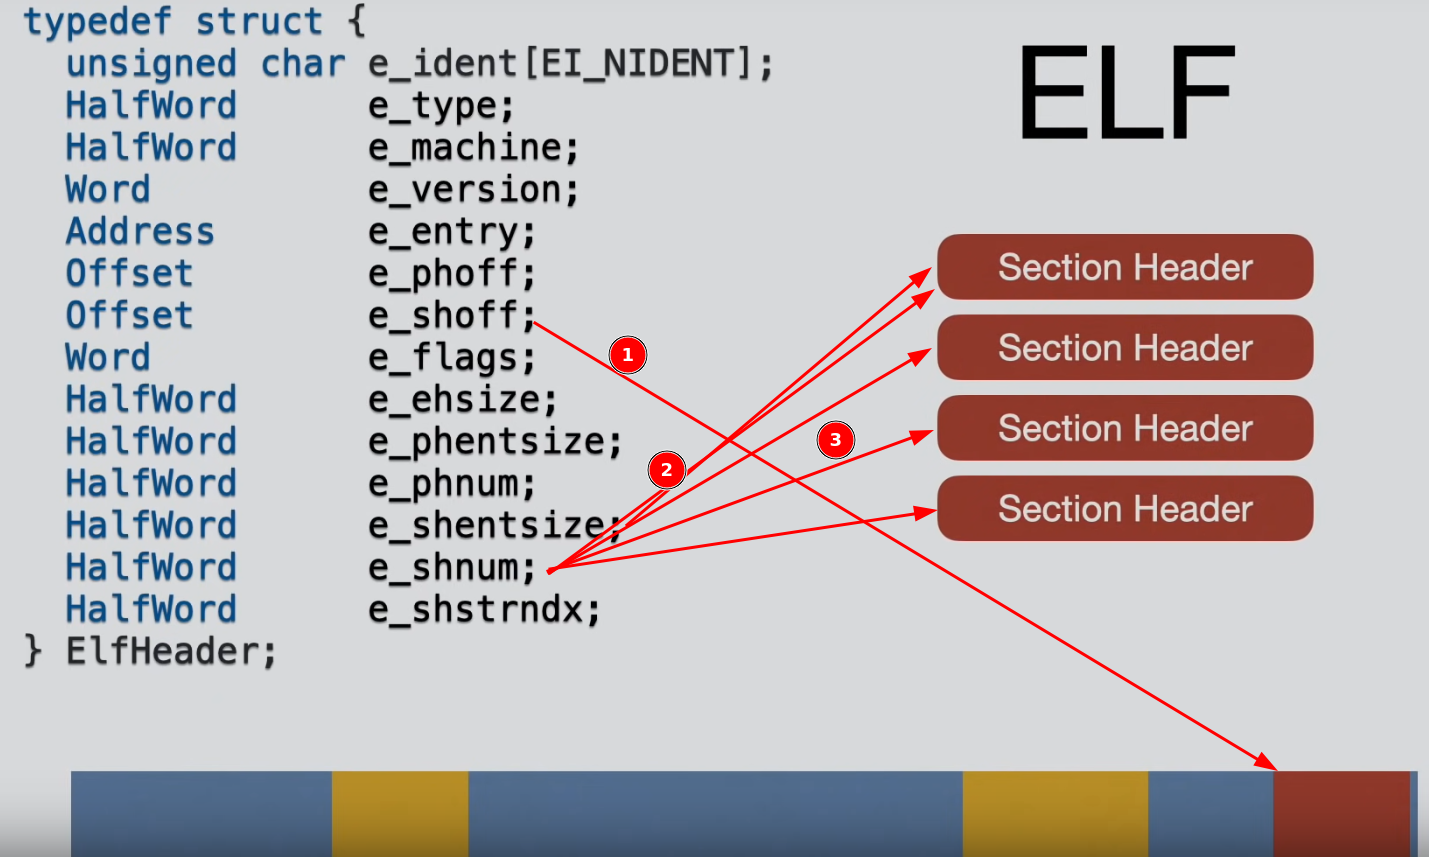 typedef struct {
unsigned char e_ident[EI_NIDENT];
HalfWord e_type;
HalfWord e_machine;
Word e_version;
Address e_entry;
Offset e_phoff;
Offset e_shoff;
Word e_flags;
HalfWord e_ehsize;
HalfWord e_phentsize;
HalfWord e_phnum;
HalfWord e_shentsize;
HalfWord e_shnum;
HalfWord e_shstrndx;
} ElfHeader;
ELF
Section Header
Section Header
Section Header
Section Header
1
2
3